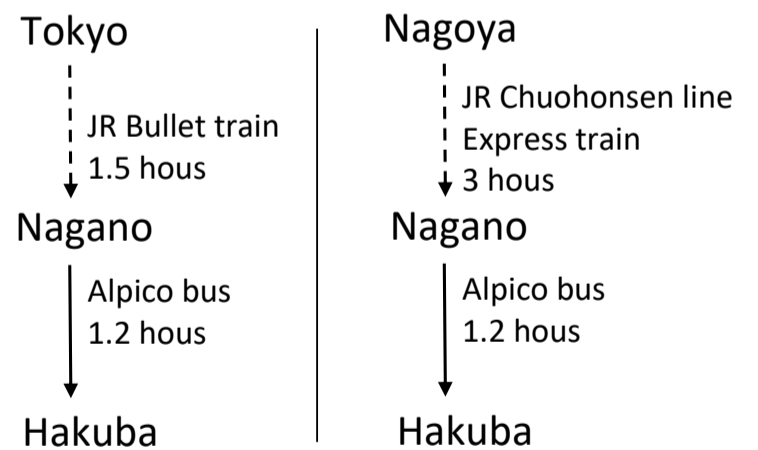 Tokyo
JR Bullet train
1.5 hous
Nagano
Alpico bus
1.2 hous
Hakuba
Nagoya
JR Chuohonsen line
Express train
3 hous
Nagano
Alpico bus
1.2 hous
Hakuba